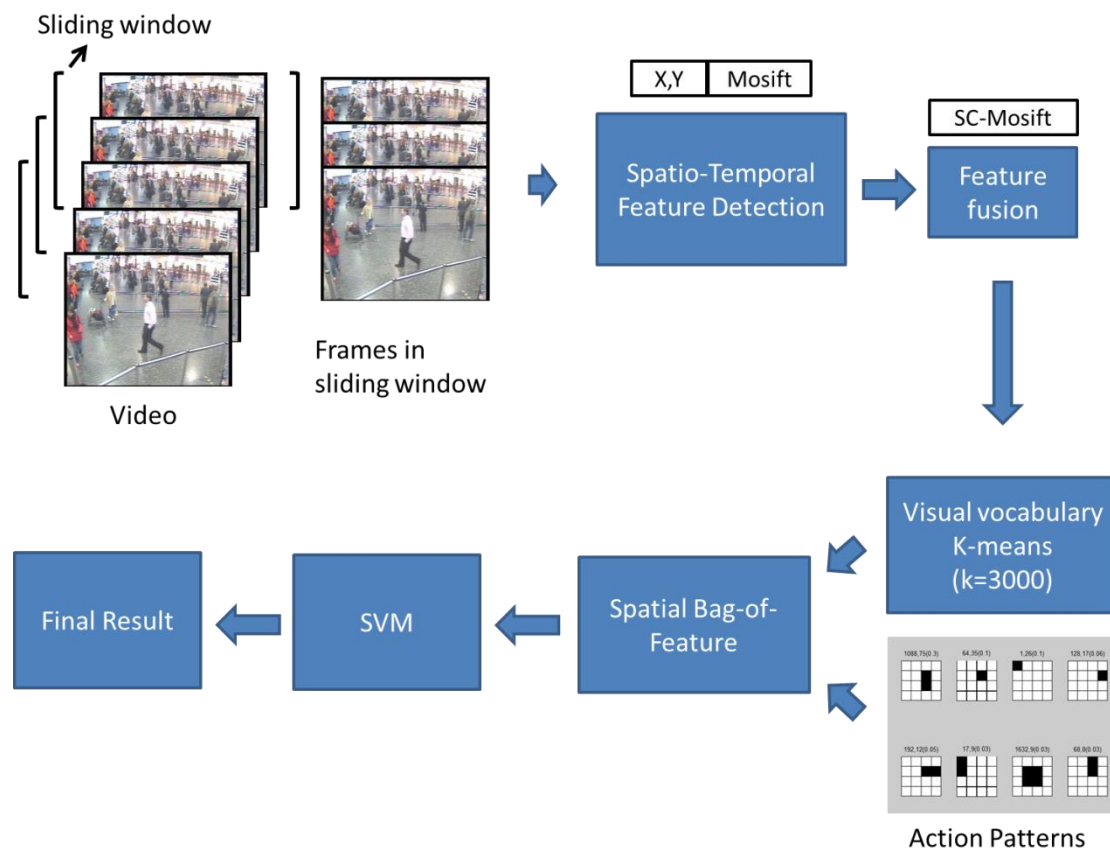 Sliding window
Video
Frames in
sliding window
X,Y
Mosift
Spatio-Temporal
Feature Detection
SC-Mosift
Feature
fusion
Visual vocabulary
K-means
(k=3000)
Spatial Bag-of-
Feature
SVM
Final Result
1088,75(0.3)
64,35(0.1)
1,26(0.1)
128,17(0.06)
192,12(0.05)
17,9(0.03)
1632,9(0.03)
68,8(0.03)
Action Patterns